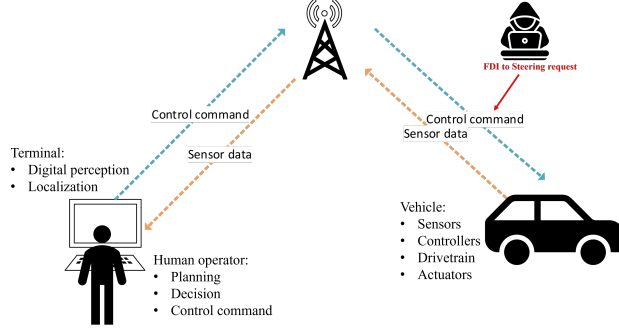 FDI to Steering request
Control command
Control command
Sensor data
Sensor data
Terminal:
• Digital perception
• Localization
Vehicle:
• Sensors
• Controllers
• Drivetrain
• Actuators
Human operator:
• Planning
• Decision
• Control command